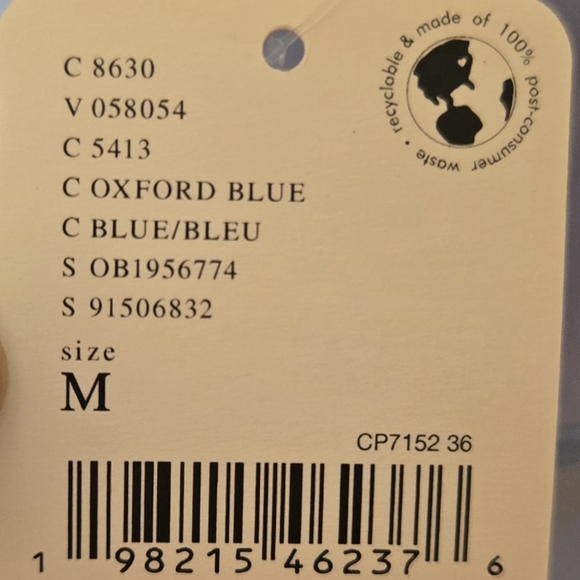 C 8630
V 058054
C 5413
C OXFORD BLUE
C BLUE/BLEU
S OB1956774
S 91506832
size
M
recyclable & made of 100% post-consumer waste •
CP7152 36
1 98215 46237 6